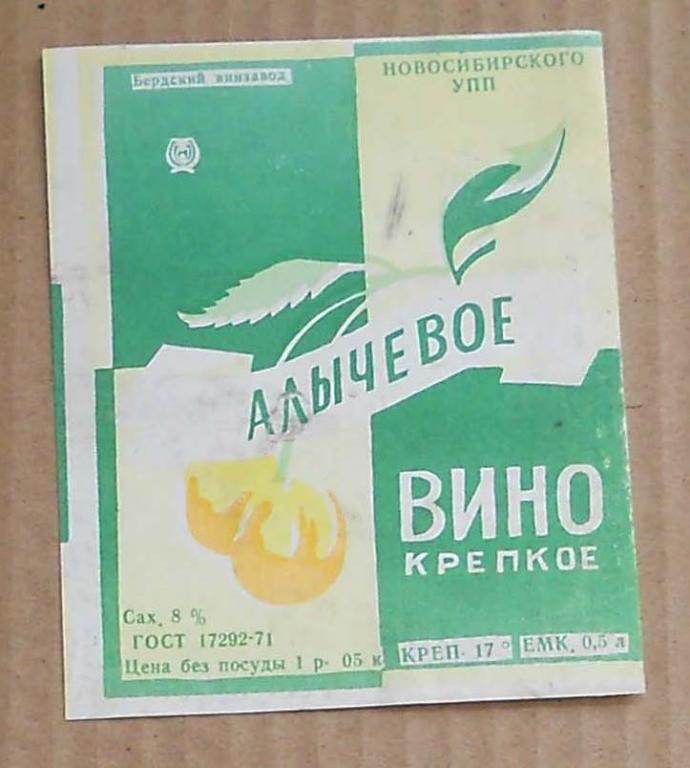 Бердский винзавод
НОВОСИБИРСКОГО
УПП
АЛЫЧЕВОЕ
ВИНО
КРЕПКОЕ
Сах. 8 %
ГОСТ 17292-71
Цена без посуды 1 р. 05 к
КРЕП. 17° ЕМК. 0,5 л